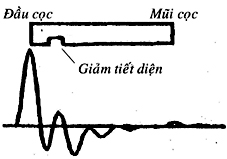 Đầu cọc
Mũi cọc
Giảm tiết diện